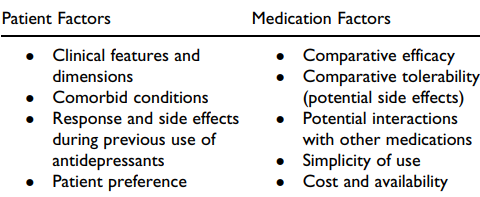 Patient Factors
● Clinical features and
dimensions
● Comorbid conditions
● Response and side effects
during previous use of
antidepressants
● Patient preference
Medication Factors
● Comparative efficacy
● Comparative tolerability
(potential side effects)
● Potential interactions
with other medications
● Simplicity of use
● Cost and availability